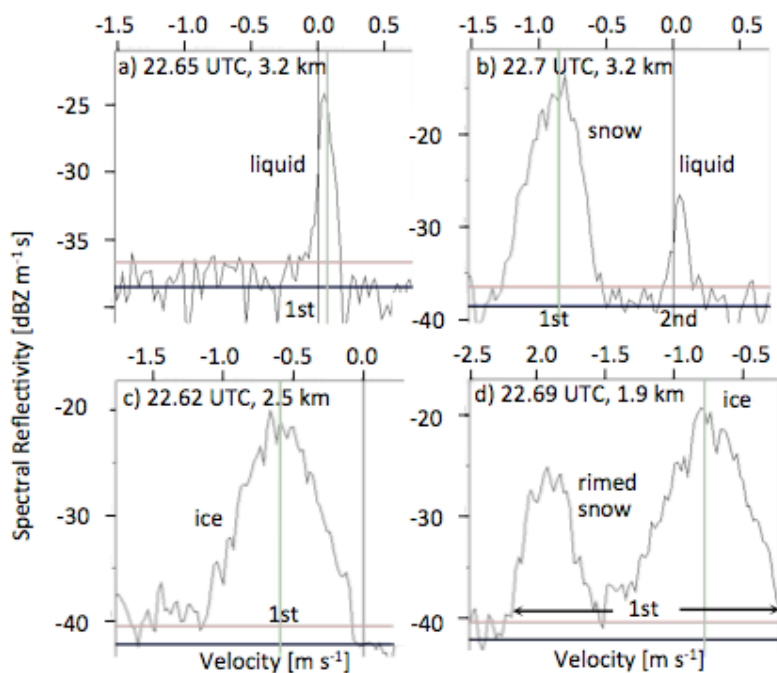 -1.5 -1.0 -0.5 0.0 0.5
-1.5 -1.0 -0.5 0.0 0.5
a) 22.65 UTC, 3.2 km
b) 22.7 UTC, 3.2 km
-25
-30
-35
liquid
1st
-20
-30
-40
snow
liquid
1st
2nd
Spectral Reflectivity [dBZ m⁻¹ s]
-1.5 -1.0 -0.5 0.0
-2.5 2.0 -1.5 -1.0 -0.5
c) 22.62 UTC, 2.5 km
d) 22.69 UTC, 1.9 km
-20
-30
-40
ice
1st
-20
-30
-40
ice
rimed
snow
1st
Velocity [m s⁻¹]
Velocity [m s⁻¹]